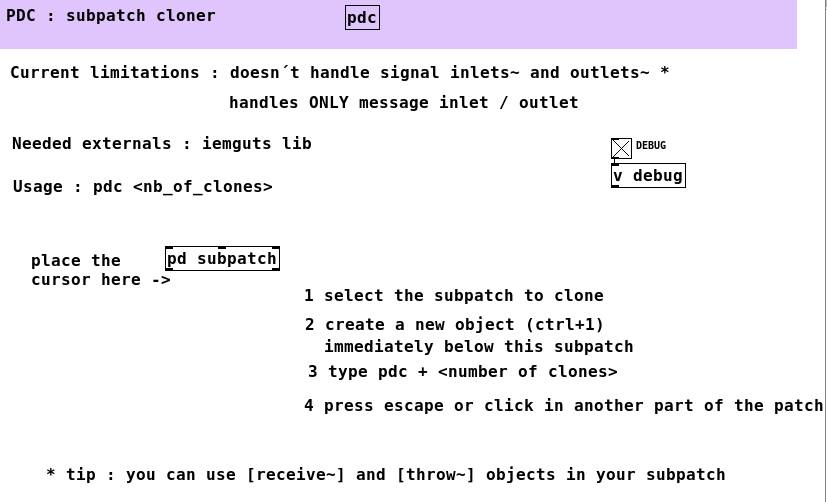 PDC : subpatch cloner
pdc
Current limitations : doesn´t handle signal inlets~ and outlets~ *
handles ONLY message inlet / outlet
Needed externals : iemguts lib
DEBUG
v debug
Usage : pdc <nb_of_clones>
place the
cursor here ->
pd subpatch
1 select the subpatch to clone
2 create a new object (ctrl+1)
immediately below this subpatch
3 type pdc + <number of clones>
4 press escape or click in another part of the patch
* tip : you can use [receive~] and [throw~] objects in your subpatch